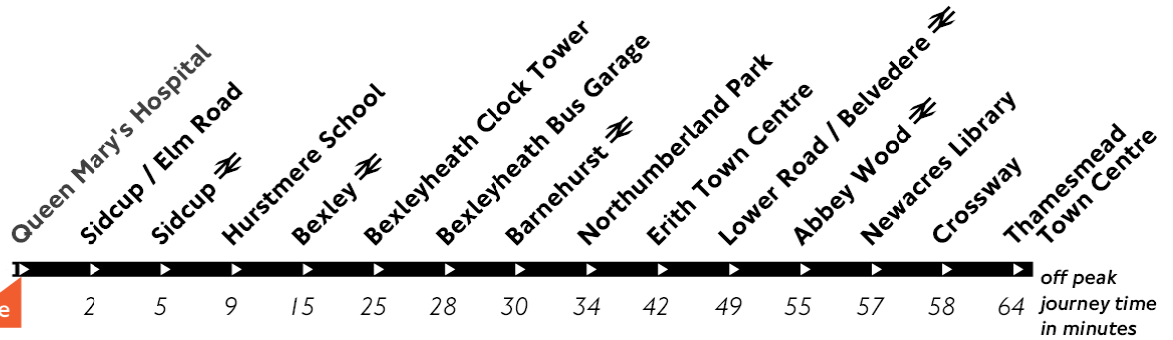 Queen Mary's Hospital
Sidcup / Elm Road
Sidcup
Hurstmere School
Bexley
Bexleyheath Clock Tower
Bexleyheath Bus Garage
Barnehurst
Northumberland Park
Erith Town Centre
Lower Road / Belvedere
Abbey Wood
Newacres Library
Crossway
Thamesmead
Town Centre
2 5 9 15 25 28 30 34 42 49 55 57 58 64
off peak
journey time
in minutes